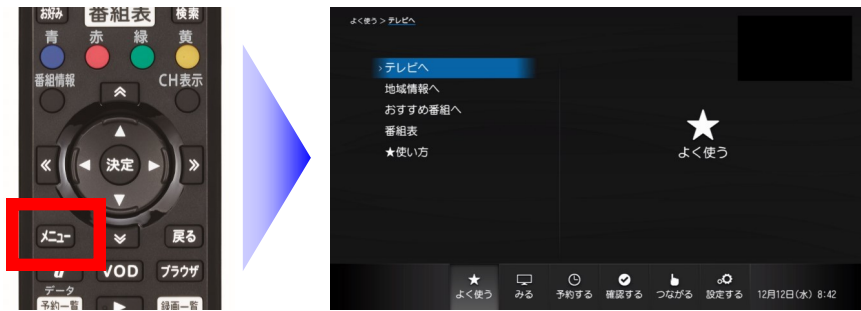 お好み
番組表
検索
青 赤 緑 黄
番組情報
CH表示
決定
メニュー
戻る
d
VOD
ブラウザ
データ
予約一覧
録画一覧
よく使う > テレビへ
›テレビへ
地域情報へ
おすすめ番組へ
番組表
★使い方
よく使う
よく使う みる 予約する 確認する つながる 設定する 12月12日(水) 8:42